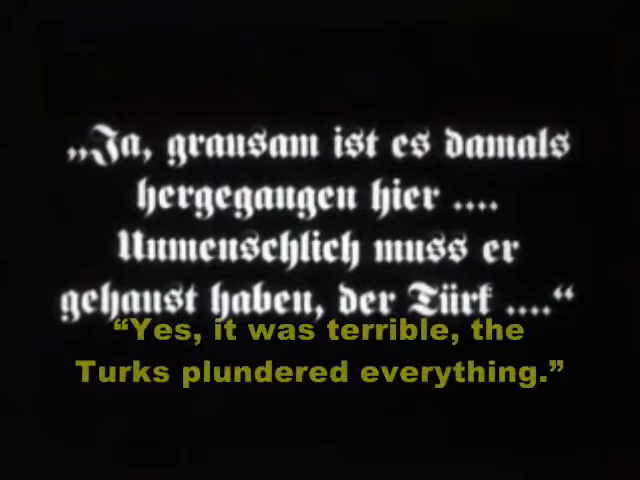 „Ja, grausam ist es damals
hergegangen hier ....
Unmenschlich muss er
gehaust haben, der Türk ....“
“Yes, it was terrible, the
Turks plundered everything.”